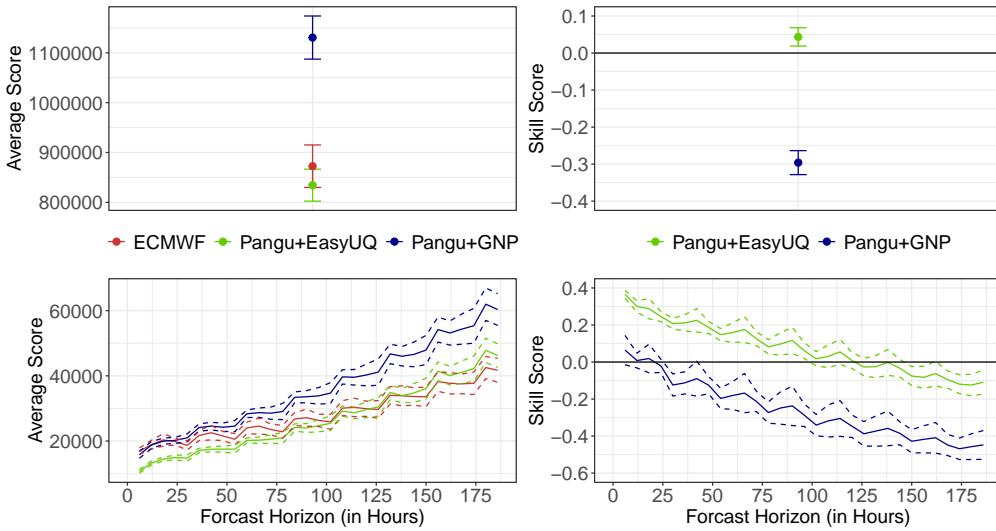 Average Score
1100000
1000000
900000
800000
Skill Score
0.1
0.0
−0.1
−0.2
−0.3
−0.4
ECMWF Pangu+EasyUQ Pangu+GNP
Pangu+EasyUQ Pangu+GNP
Average Score
60000
40000
20000
0 25 50 75 100 125 150 175
Forcast Horizon (in Hours)
Skill Score
0.4
0.2
0.0
−0.2
−0.4
−0.6
0 25 50 75 100 125 150 175
Forcast Horizon (in Hours)